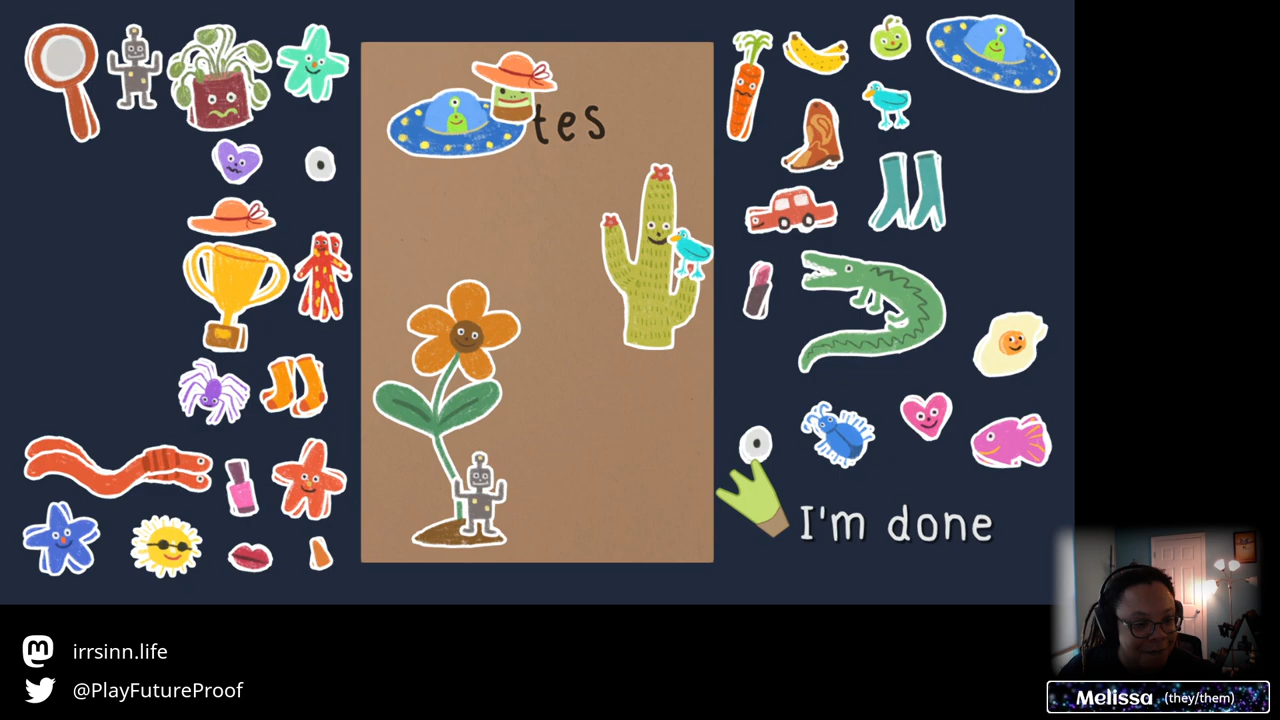 tes
I'm done
irrsinn.life
@PlayFutureProof
Melissa (they/them)